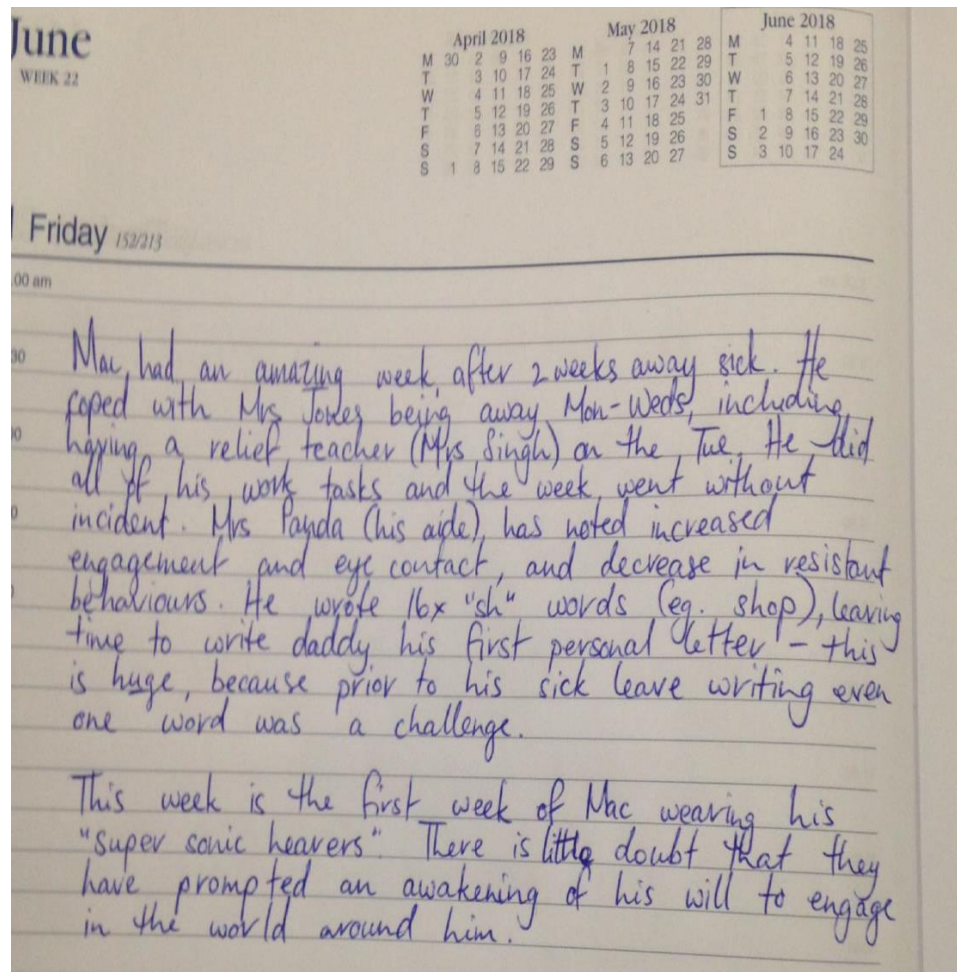 June
WEEK 22
April 2018
M 30 2 9 16 23
T 3 10 17 24
W 4 11 18 25
T 5 12 19 26
F 6 13 20 27
S 7 14 21 28
S 1 8 15 22 29
May 2018
M 7 14 21 28
T 1 8 15 22 29
W 2 9 16 23 30
T 3 10 17 24 31
F 4 11 18 25
S 5 12 19 26
S 6 13 20 27
June 2018
M 4 11 18 25
T 5 12 19 26
W 6 13 20 27
T 7 14 21 28
F 1 8 15 22 29
S 2 9 16 23 30
S 3 10 17 24
Friday 152/213
00 am
Mac had an amazing week after 2 weeks away sick. He
30
coped with Mrs Jones being away Mon-Weds, including
having a relief teacher (Mrs Singh) on the Tue. He did
all of his work tasks and the week went without
incident. Mrs Panda (his aide), has noted increased
engagement and eye contact, and decrease in resistant
behaviours. He wrote 16x "sh" words (eg. shop), leaving
time to write daddy his first personal letter - this
is huge, because prior to his sick leave writing even
one word was a challenge.
This week is the first week of Mac wearing his
"super sonic hearers". There is little doubt that they
have prompted an awakening of his will to engage
in the world around him.